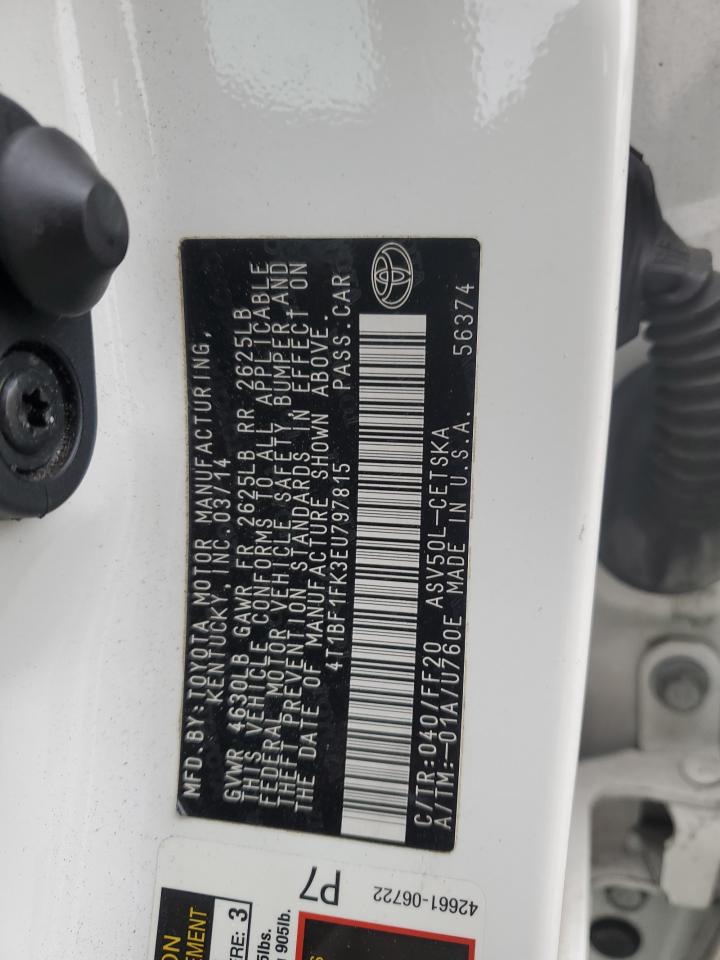 MFD. BY: TOYOTA MOTOR MANUFACTURING,
KENTUCKY, INC. 03/14
GVWR 4630LB GAWR FR 2625LB RR 2625LB
THIS VEHICLE CONFORMS TO ALL APPLICABLE
FEDERAL MOTOR VEHICLE SAFETY, BUMPER, AND
THEFT PREVENTION STANDARDS IN EFFECT ON
THE DATE OF MANUFACTURE SHOWN ABOVE.
4T1BF1FK3EU797815 PASS. CAR
C/TR: 040/FF20 ASV50L-CETSKA
A/TM: -01A/U760E MADE IN U.S.A. 56374
P7
42661-06722
EMENT
3
905lb.